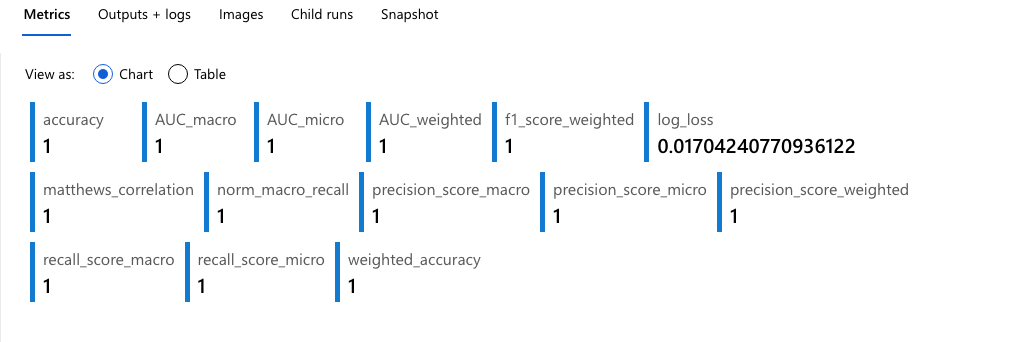 Metrics Outputs + logs Images Child runs Snapshot
View as: Chart Table
accuracy AUC_macro AUC_micro AUC_weighted f1_score_weighted log_loss
1 1 1 1 1 0.01704240770936122
matthews_correlation norm_macro_recall precision_score_macro precision_score_micro precision_score_weighted
1 1 1 1 1
recall_score_macro recall_score_micro weighted_accuracy
1 1 1